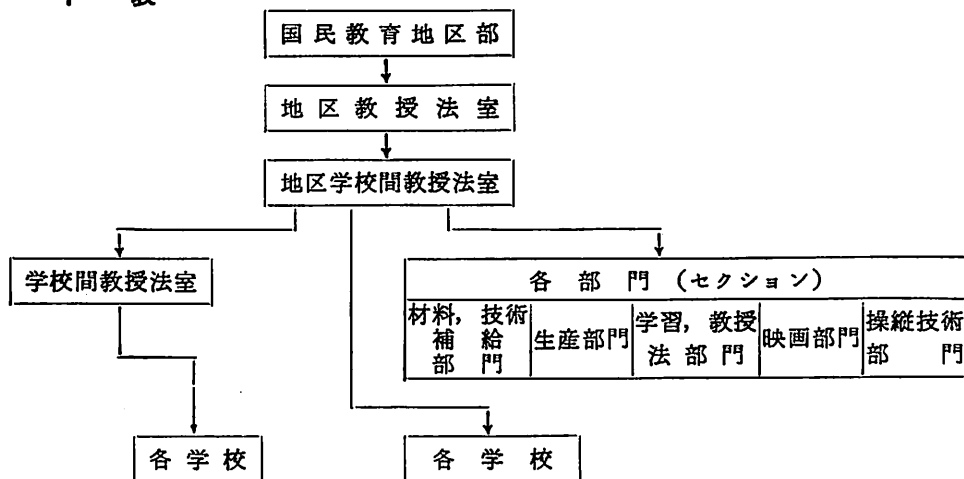 国民教育地区部
地区教授法室
地区学校間教授法室
学校間教授法室
各部門(セクション)
材料,技術補給部門
生産部門
学習,教授法部門
映画部門
操縦技術部門
各学校
各学校